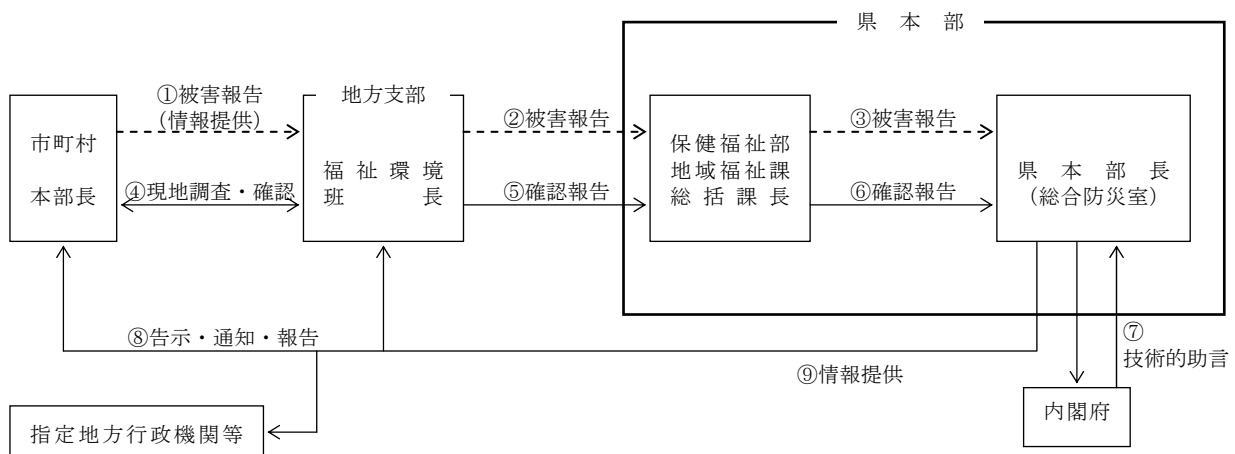 県 本 部
①被害報告
(情報提供)
地方支部
②被害報告
③被害報告
市町村
本部長
福 祉 環 境
班 長
保 健 福 祉 部
地 域 福 祉 課
総 括 課 長
県 本 部 長
(総合防災室)
④現地調査・確認
⑤確認報告
⑥確認報告
⑧告示・通知・報告
⑦
技術的助言
⑨情報提供
内閣府
指定地方行政機関等